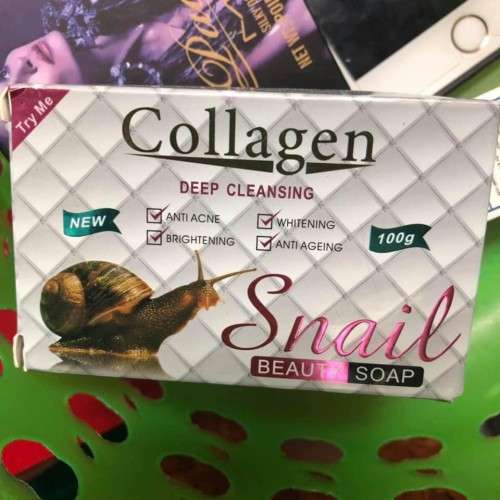 Try Me
Collagen
DEEP CLEANSING
NEW
ANTI ACNE
WHITENING
BRIGHTENING
ANTI AGEING
100g
Snail
BEAUTY SOAP